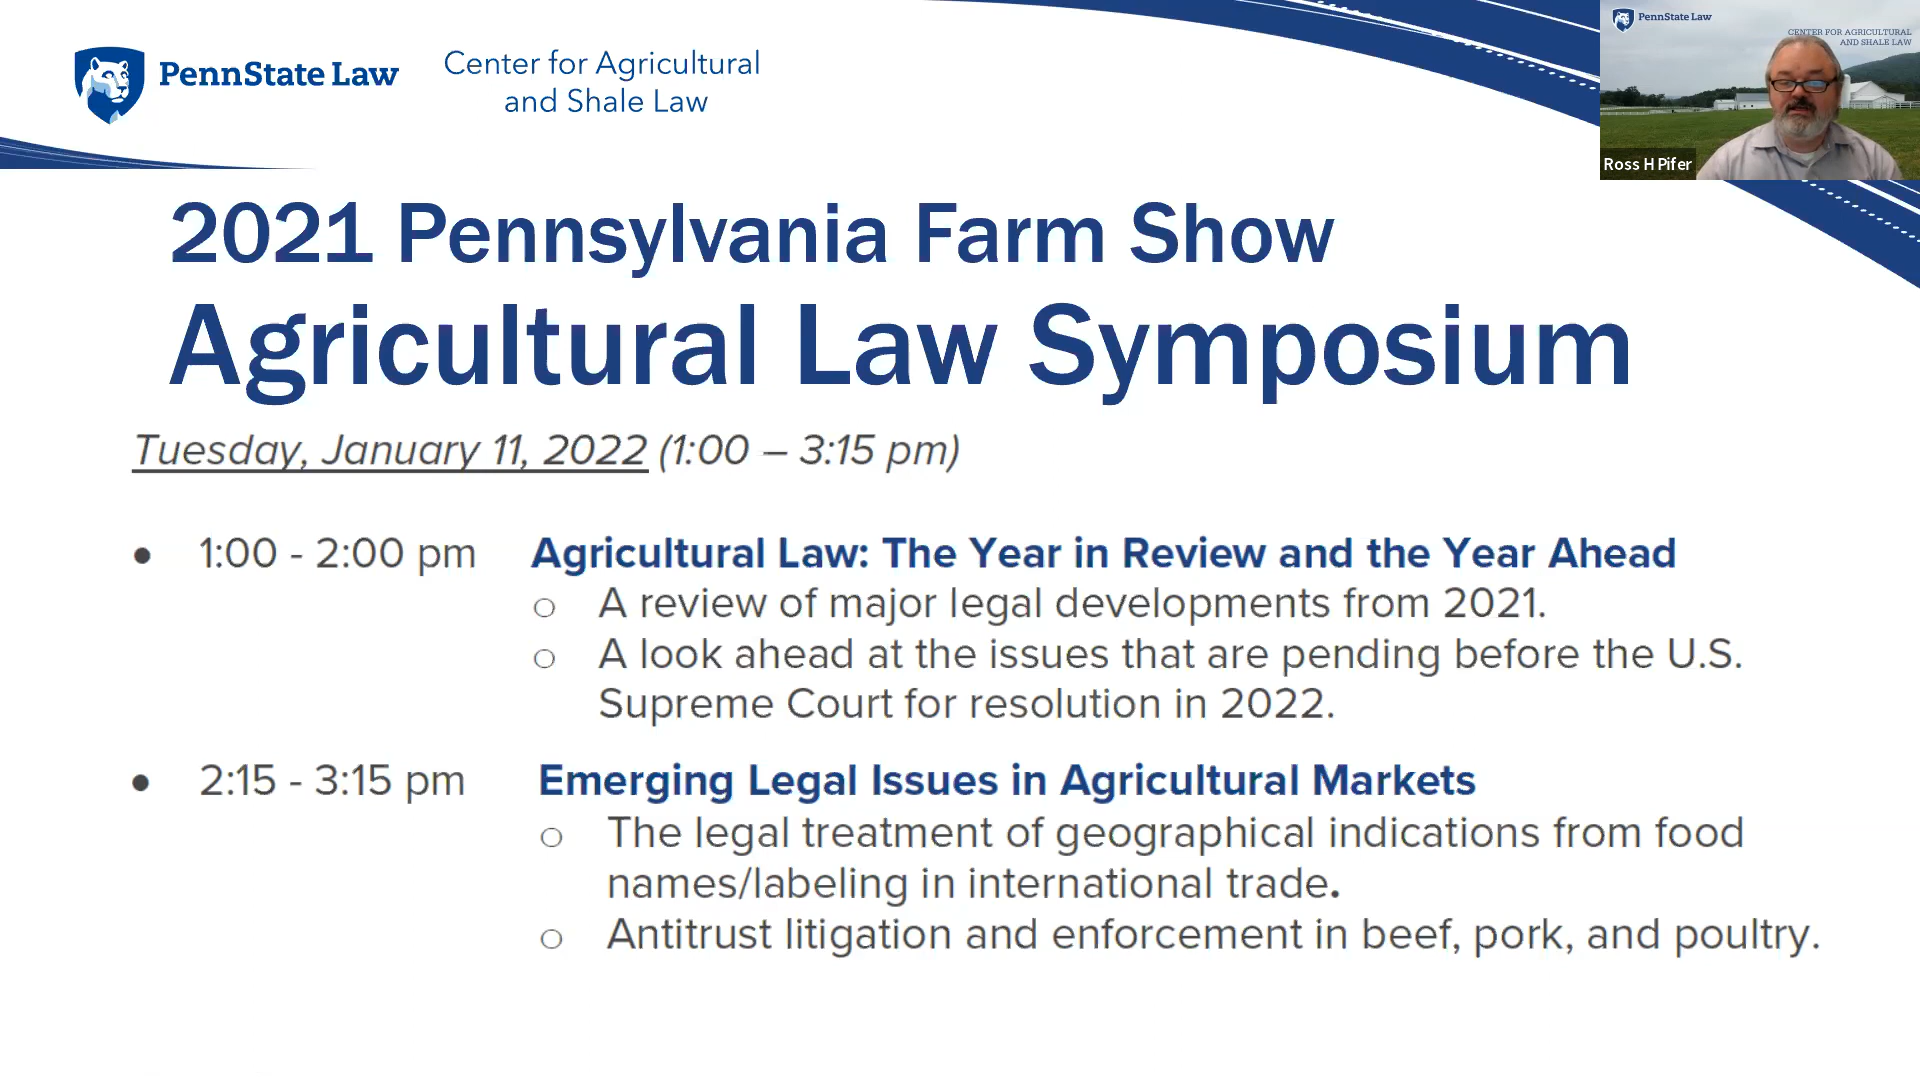 PennState Law
Center for Agricultural
and Shale Law
PennState Law
CENTER FOR AGRICULTURAL
AND SHALE LAW
Ross H Pifer
2021 Pennsylvania Farm Show
Agricultural Law Symposium
Tuesday, January 11, 2022 (1:00 – 3:15 pm)
● 1:00 - 2:00 pm Agricultural Law: The Year in Review and the Year Ahead
○ A review of major legal developments from 2021.
○ A look ahead at the issues that are pending before the U.S.
Supreme Court for resolution in 2022.
● 2:15 - 3:15 pm Emerging Legal Issues in Agricultural Markets
○ The legal treatment of geographical indications from food
names/labeling in international trade.
○ Antitrust litigation and enforcement in beef, pork, and poultry.